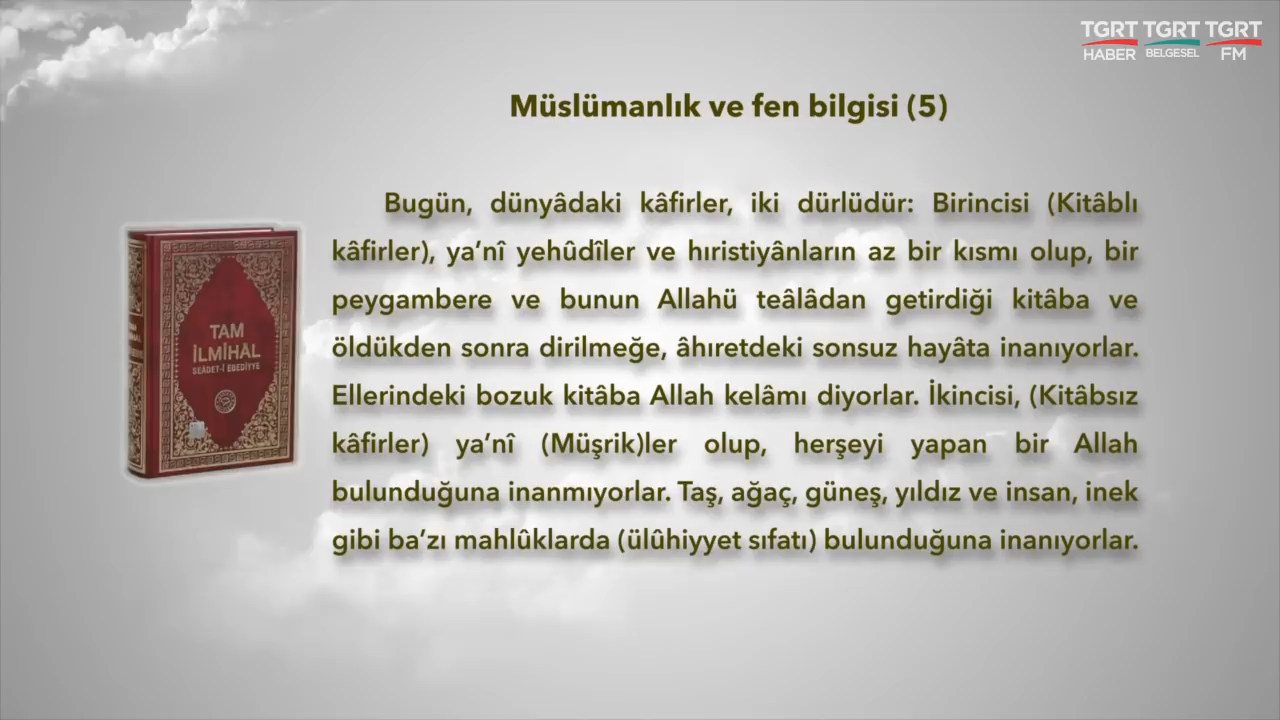 TGRT TGRT TGRT
HABER BELGESEL FM
Müslümanlık ve fen bilgisi (5)
Bugün, dünyâdaki kâfirler, iki dürlüdür: Birincisi (Kitâblı
kâfirler), ya’nî yehûdîler ve hıristiyânların az bir kısmı olup, bir
peygambere ve bunun Allahü teâlâdan getirdiği kitâba ve
öldükden sonra dirilmeğe, âhıretdeki sonsuz hayâta inanıyorlar.
Ellerindeki bozuk kitâba Allah kelâmı diyorlar. İkincisi, (Kitâbsız
kâfirler) ya’nî (Müşrik)ler olup, herşeyi yapan bir Allah
bulunduğuna inanmıyorlar. Taş, ağaç, güneş, yıldız ve insan, inek
gibi ba’zı mahlûklarda (ülûhiyyet sıfatı) bulunduğuna inanıyorlar.
TAM
İLMİHÂL
SEÂDET-İ EBEDİYYE